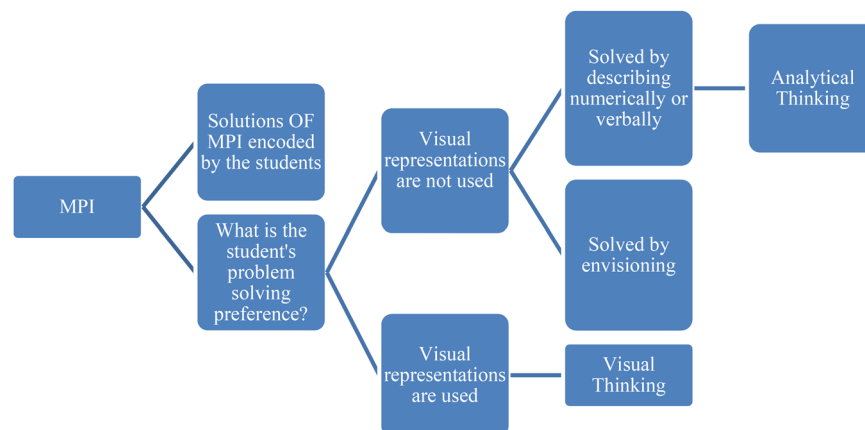 MPI
Solutions OF
MPI encoded
by the students
What is the
student's
problem
solving
preference?
Visual
representations
are not used
Visual
representations
are used
Solved by
describing
numerically or
verbally
Solved by
envisioning
Visual
Thinking
Analytical
Thinking